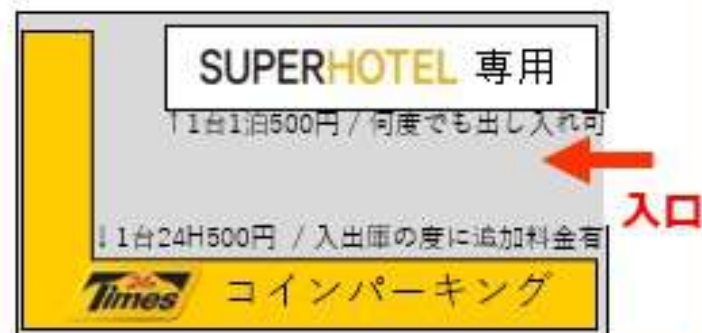 SUPERHOTEL 専用
↑1台1泊500円 / 何度でも出し入れ可
入口
↓1台24H500円 / 入出庫の度に追加料金有
Times コインパーキング